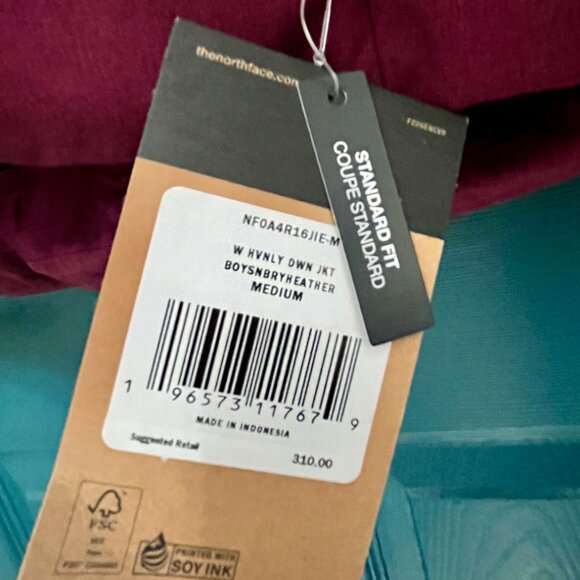 thenorthface.com
STANDARD FIT
COUPE STANDARD
NF0A4R16JIE-M
W HVNLY DWN JKT
BOYSNBRYHEATHER
MEDIUM
1 96573 11767 9
MADE IN INDONESIA
Suggested Retail
310.00
FSC
PRINTED WITH
SOY INK